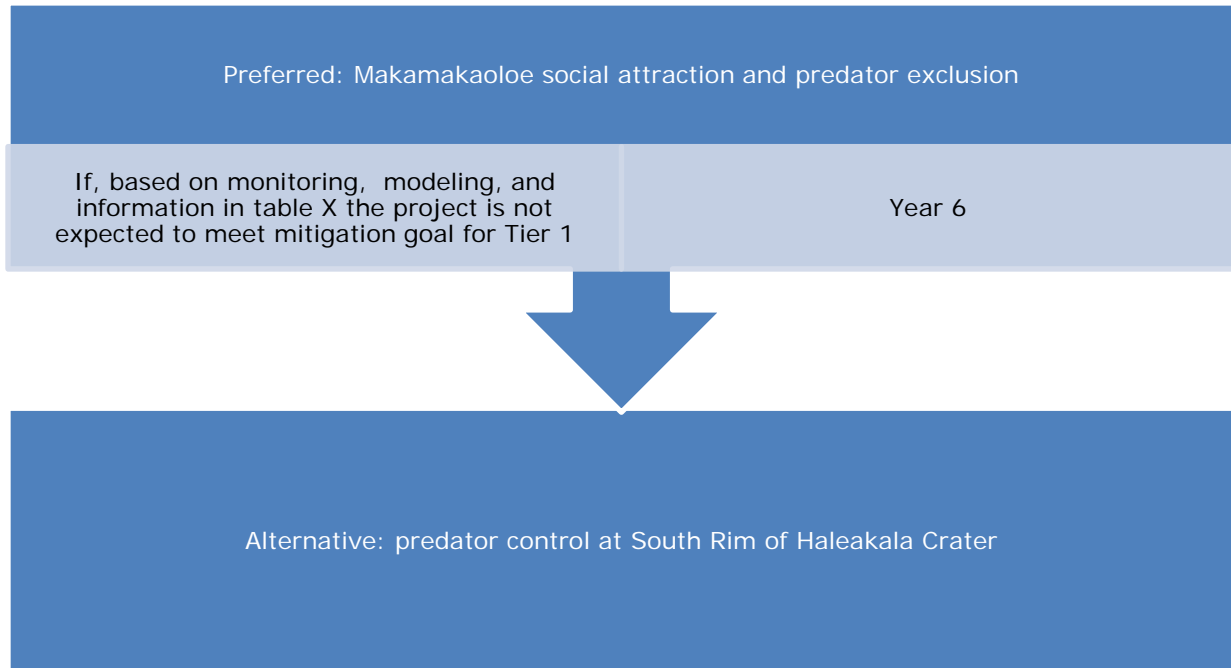 Preferred: Makamakaoloe social attraction and predator exclusion
If, based on monitoring, modeling, and
information in table X the project is not
expected to meet mitigation goal for Tier 1
Year 6
Alternative: predator control at South Rim of Haleakala Crater